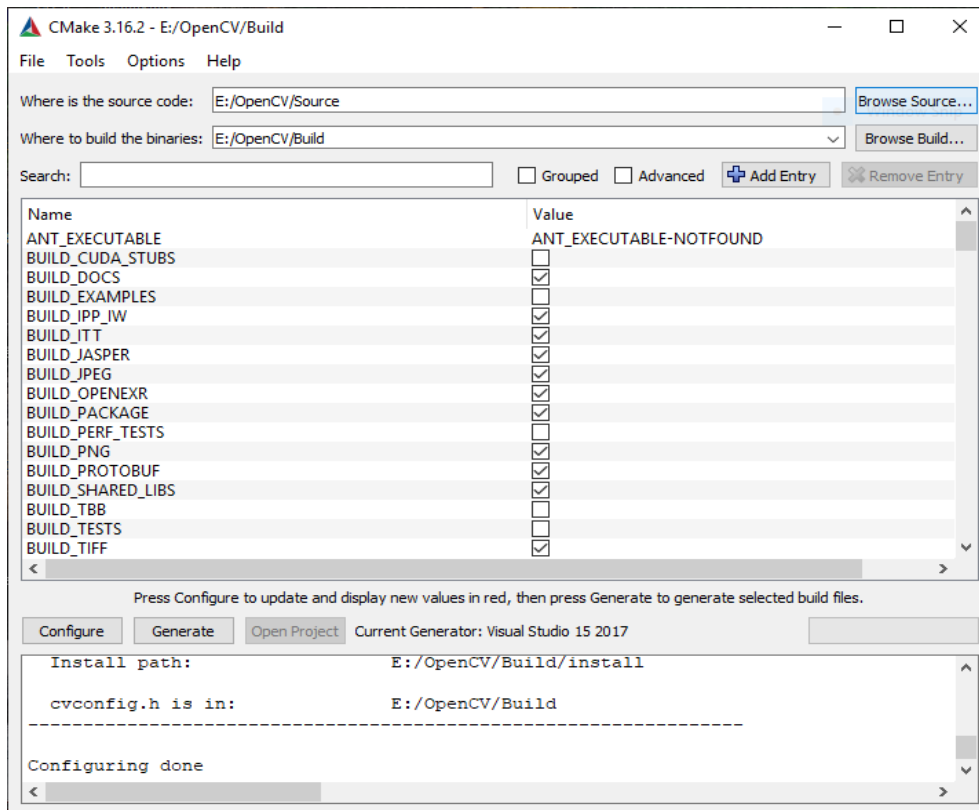 CMake 3.16.2 - E:/OpenCV/Build
File Tools Options Help
Where is the source code: E:/OpenCV/Source Browse Source...
Where to build the binaries: E:/OpenCV/Build Browse Build...
Search: Grouped Advanced Add Entry Remove Entry
Name Value
ANT_EXECUTABLE ANT_EXECUTABLE-NOTFOUND
BUILD_CUDA_STUBS
BUILD_DOCS
BUILD_EXAMPLES
BUILD_IPP_IW
BUILD_ITT
BUILD_JASPER
BUILD_JPEG
BUILD_OPENEXR
BUILD_PACKAGE
BUILD_PERF_TESTS
BUILD_PNG
BUILD_PROTOBUF
BUILD_SHARED_LIBS
BUILD_TBB
BUILD_TESTS
BUILD_TIFF
Press Configure to update and display new values in red, then press Generate to generate selected build files.
Configure Generate Open Project Current Generator: Visual Studio 15 2017
Install path: E:/OpenCV/Build/install
cvconfig.h is in: E:/OpenCV/Build
-----------------------------------------------------------------
Configuring done